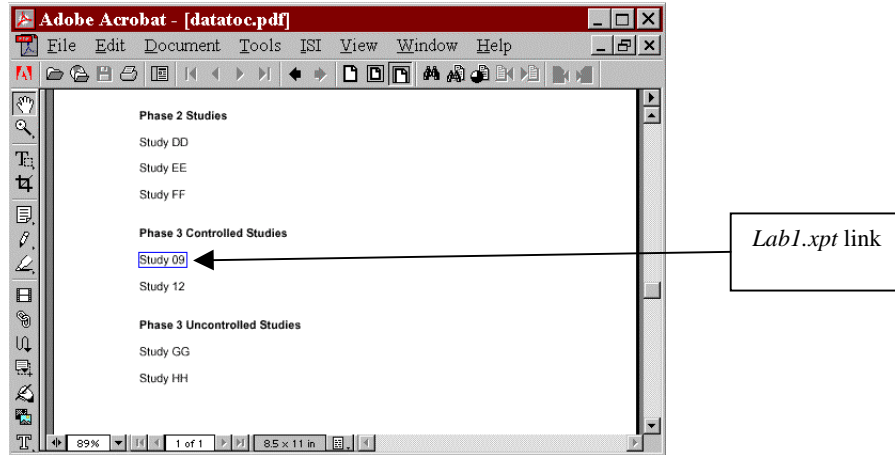 Adobe Acrobat - [datatoc.pdf]
File Edit Document Tools ISI View Window Help
Phase 2 Studies
Study DD
Study EE
Study FF
Phase 3 Controlled Studies
Study 09
Lab1.xpt link
Study 12
Phase 3 Uncontrolled Studies
Study GG
Study HH
89% 1 of 1 8.5 x 11 in